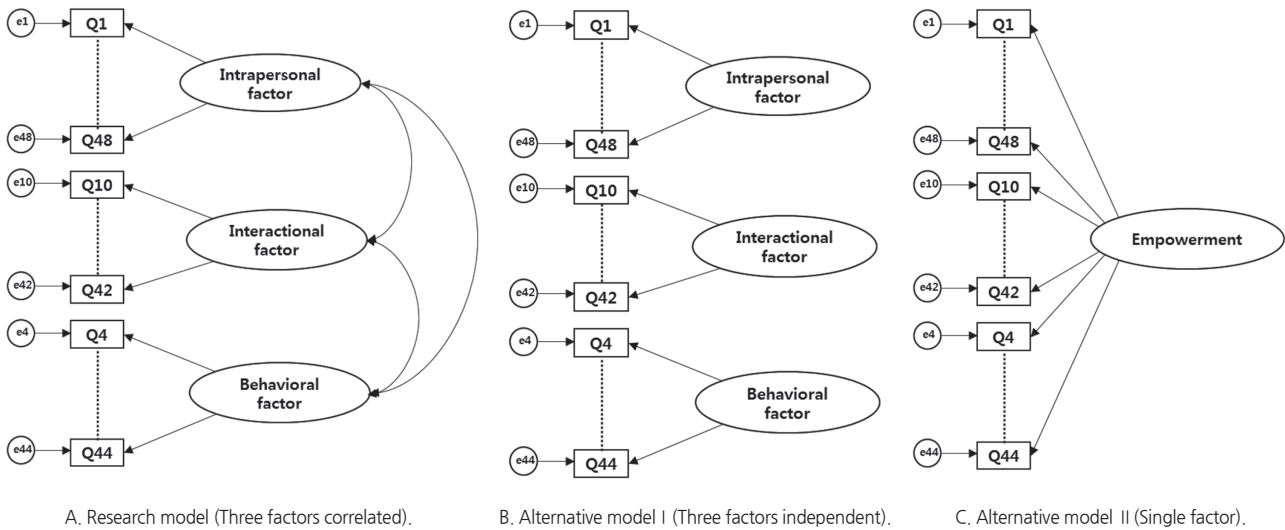 e1
Q1
Intrapersonal
factor
e48
Q48
e10
Q10
Interactional
factor
e42
Q42
e4
Q4
Behavioral
factor
e44
Q44
A. Research model (Three factors correlated).
e1
Q1
Intrapersonal
factor
e48
Q48
e10
Q10
Interactional
factor
e42
Q42
e4
Q4
Behavioral
factor
e44
Q44
B. Alternative model Ⅰ (Three factors independent).
e1
Q1
e48
Q48
e10
Q10
Empowerment
e42
Q42
e4
Q4
e44
Q44
C. Alternative model Ⅱ (Single factor).